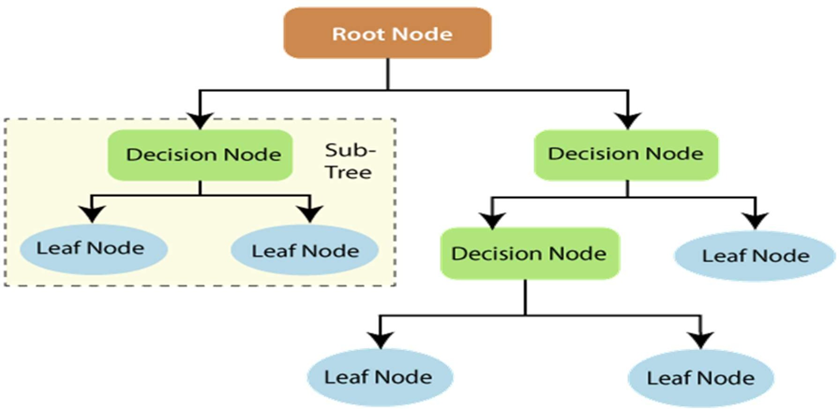 Root Node
Decision Node
Sub-
Tree
Decision Node
Leaf Node
Leaf Node
Decision Node
Leaf Node
Leaf Node
Leaf Node